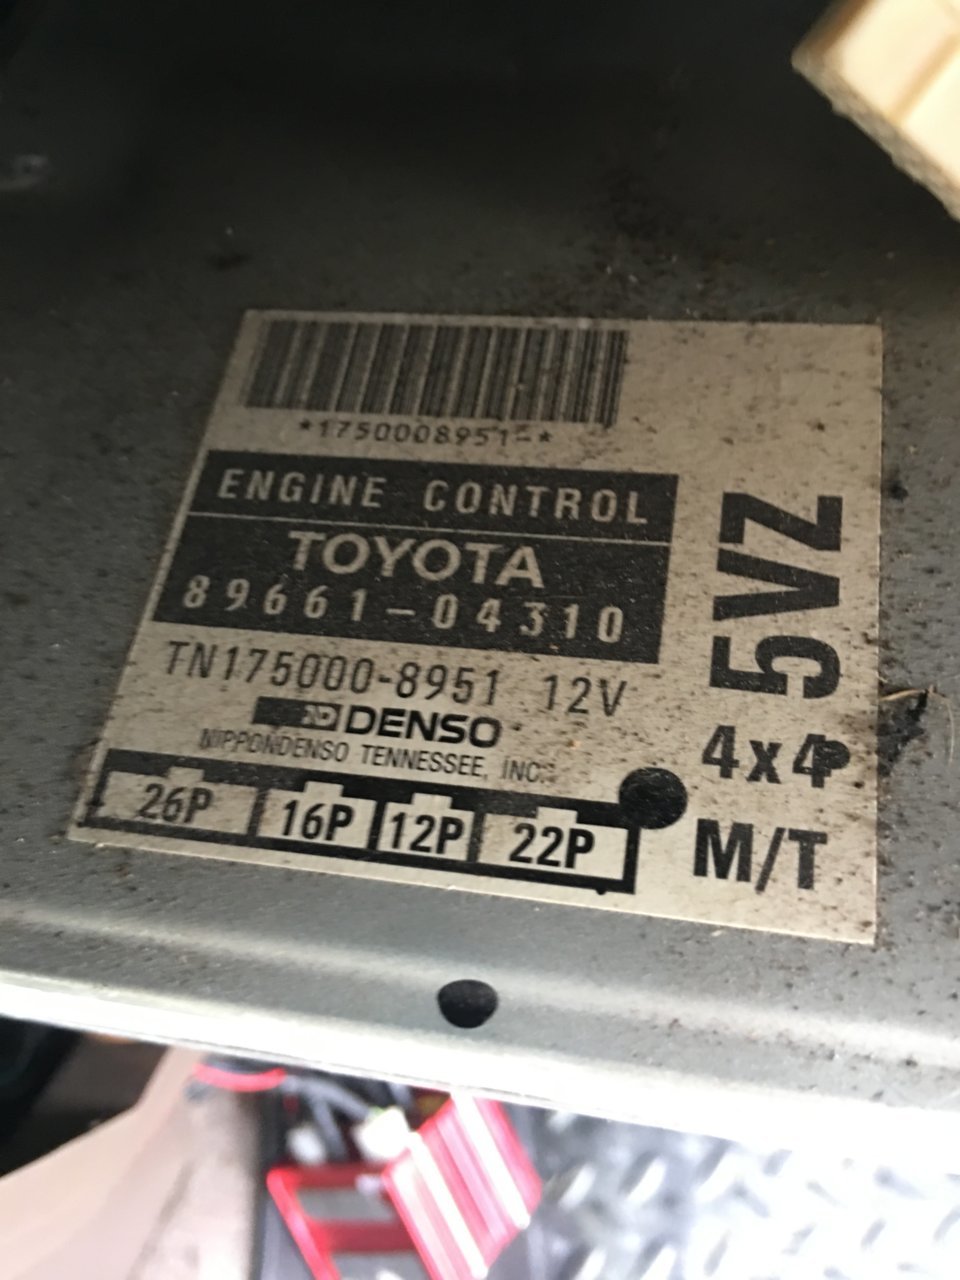 *1750008951-*
ENGINE CONTROL
TOYOTA
89661-04310
TN175000-8951 12V
DENSO
NIPPONDENSO TENNESSEE, INC.
26P 16P 12P 22P
5VZ
4x4
M/T